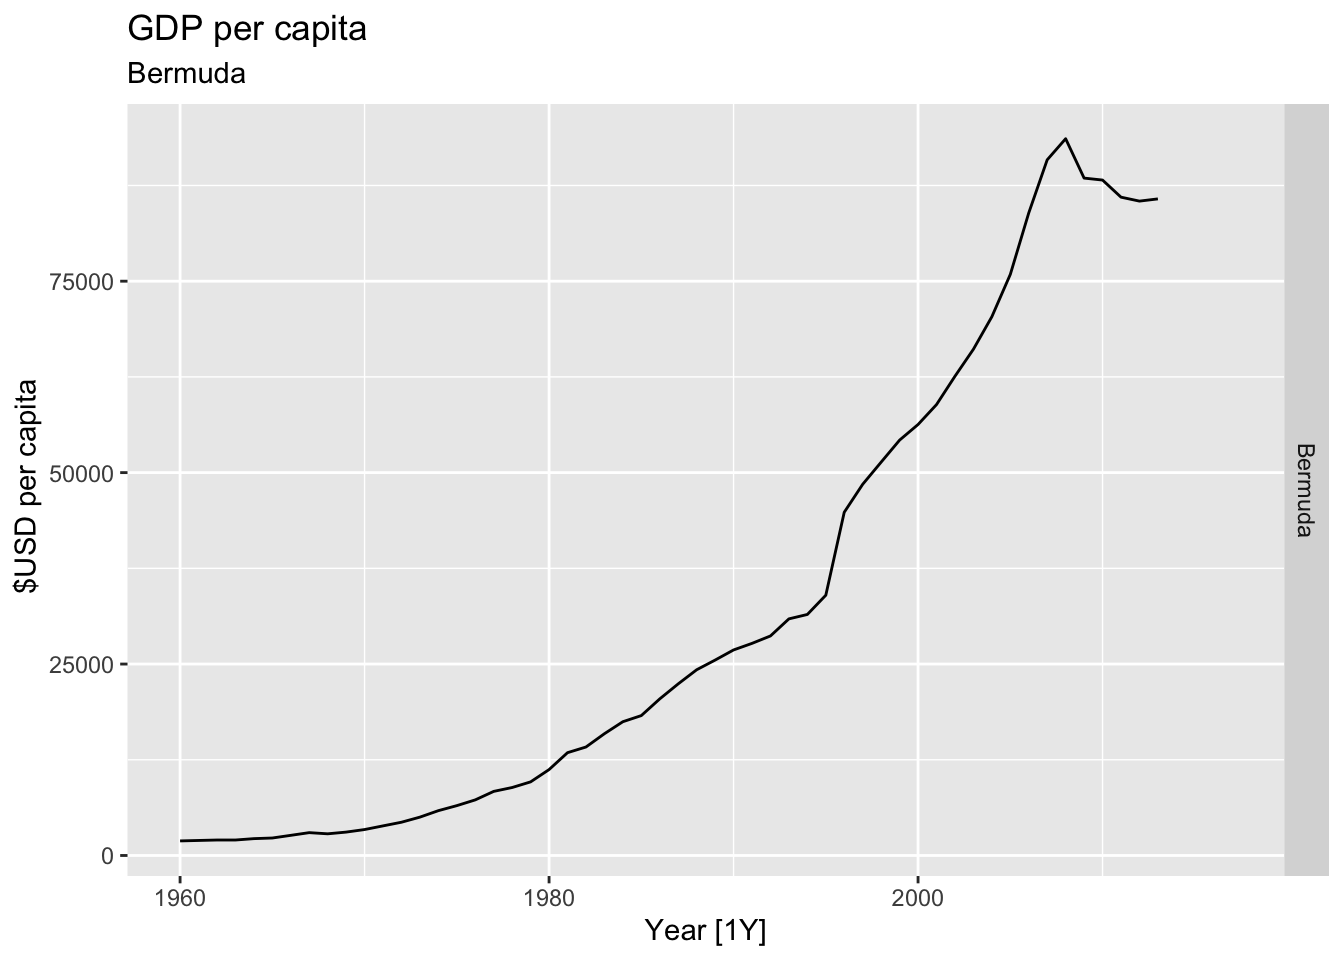 GDP per capita
Bermuda
75000
50000
25000
0
$USD per capita
Bermuda
1960
1980
2000
Year [1Y]